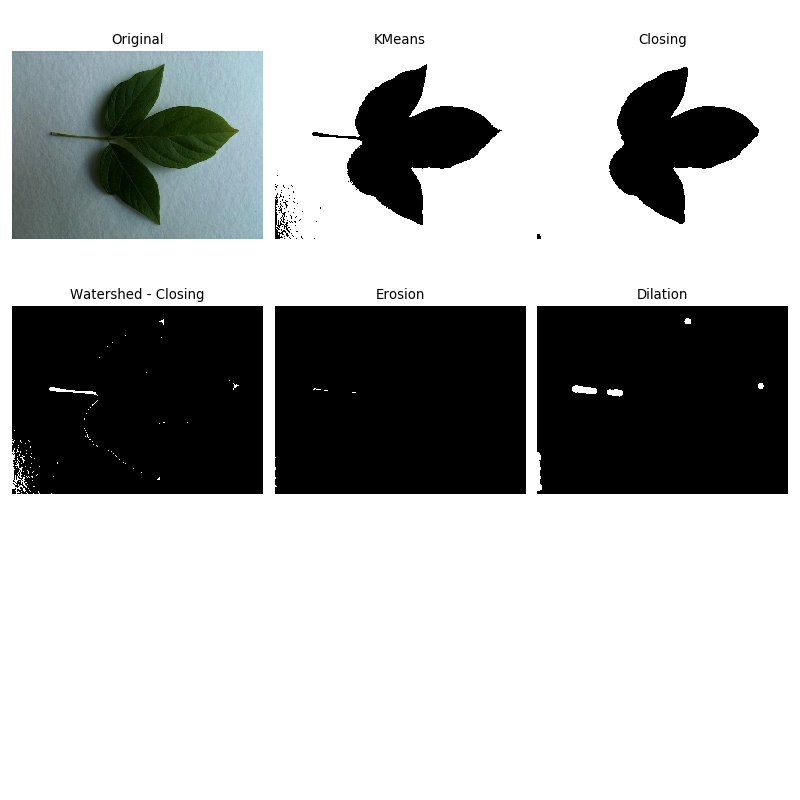 Original
KMeans
Closing
Watershed - Closing
Erosion
Dilation